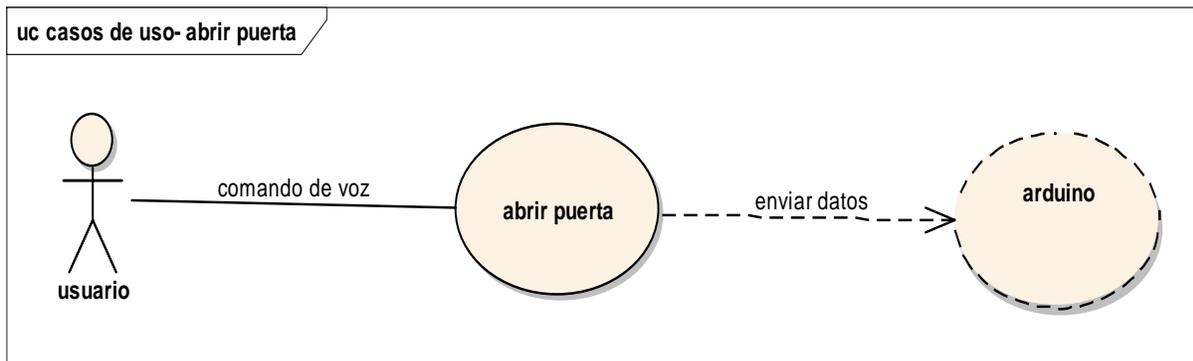 uc casos de uso- abrir puerta
comando de voz
abrir puerta
enviar datos
arduino
usuario